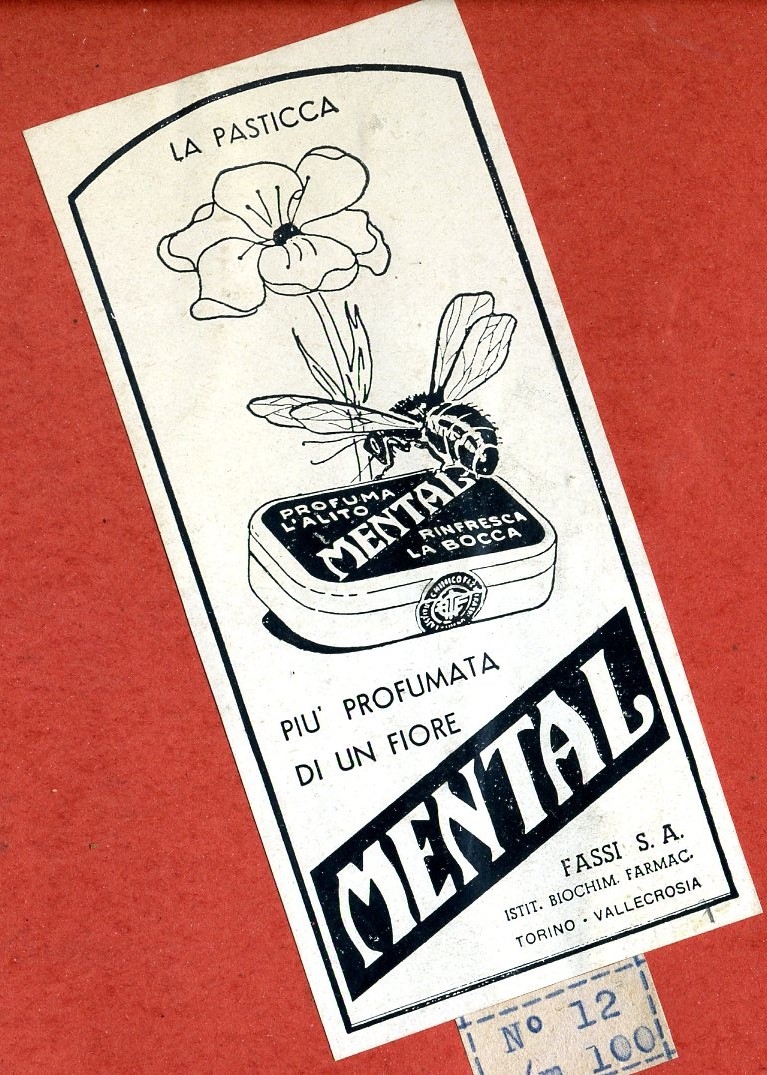 LA PASTICCA
PROFUMA
L'ALITO
MENTAL
RINFRESCA
LA BOCCA
PIU' PROFUMATA
DI UN FIORE
MENTAL
FASSI S. A.
ISTIT. BIOCHIM. FARMAC.
TORINO · VALLECROSIA
Nº 12
100